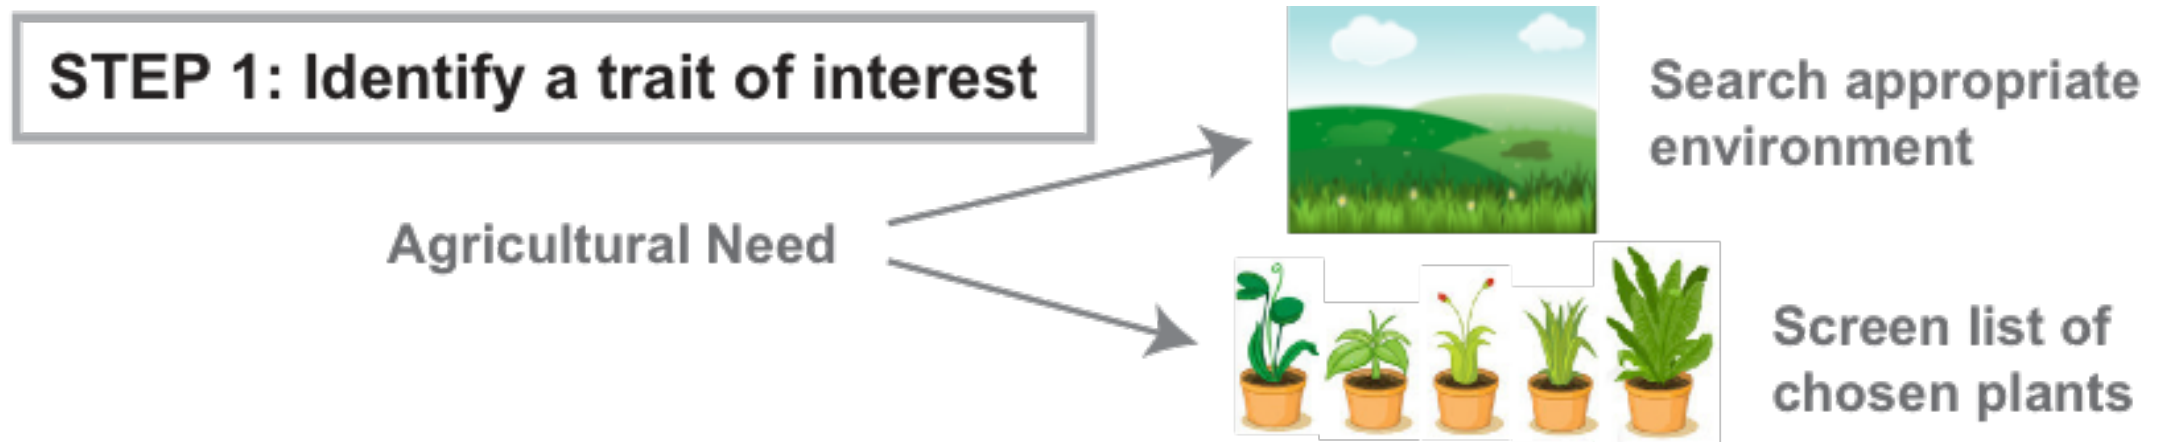 STEP 1: Identify a trait of interest
Search appropriate
environment
Agricultural Need
Screen list of
chosen plants